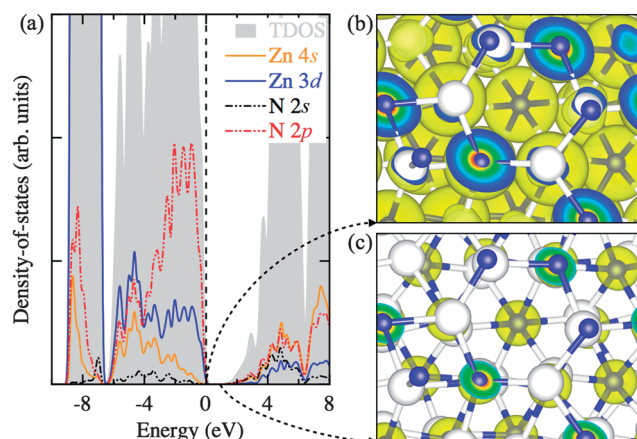 (a)
TDOS
Zn 4s
Zn 3d
N 2s
N 2p
Density-of-states (arb. units)
-8
-4
0
4
8
Energy (eV)
(b)
(c)